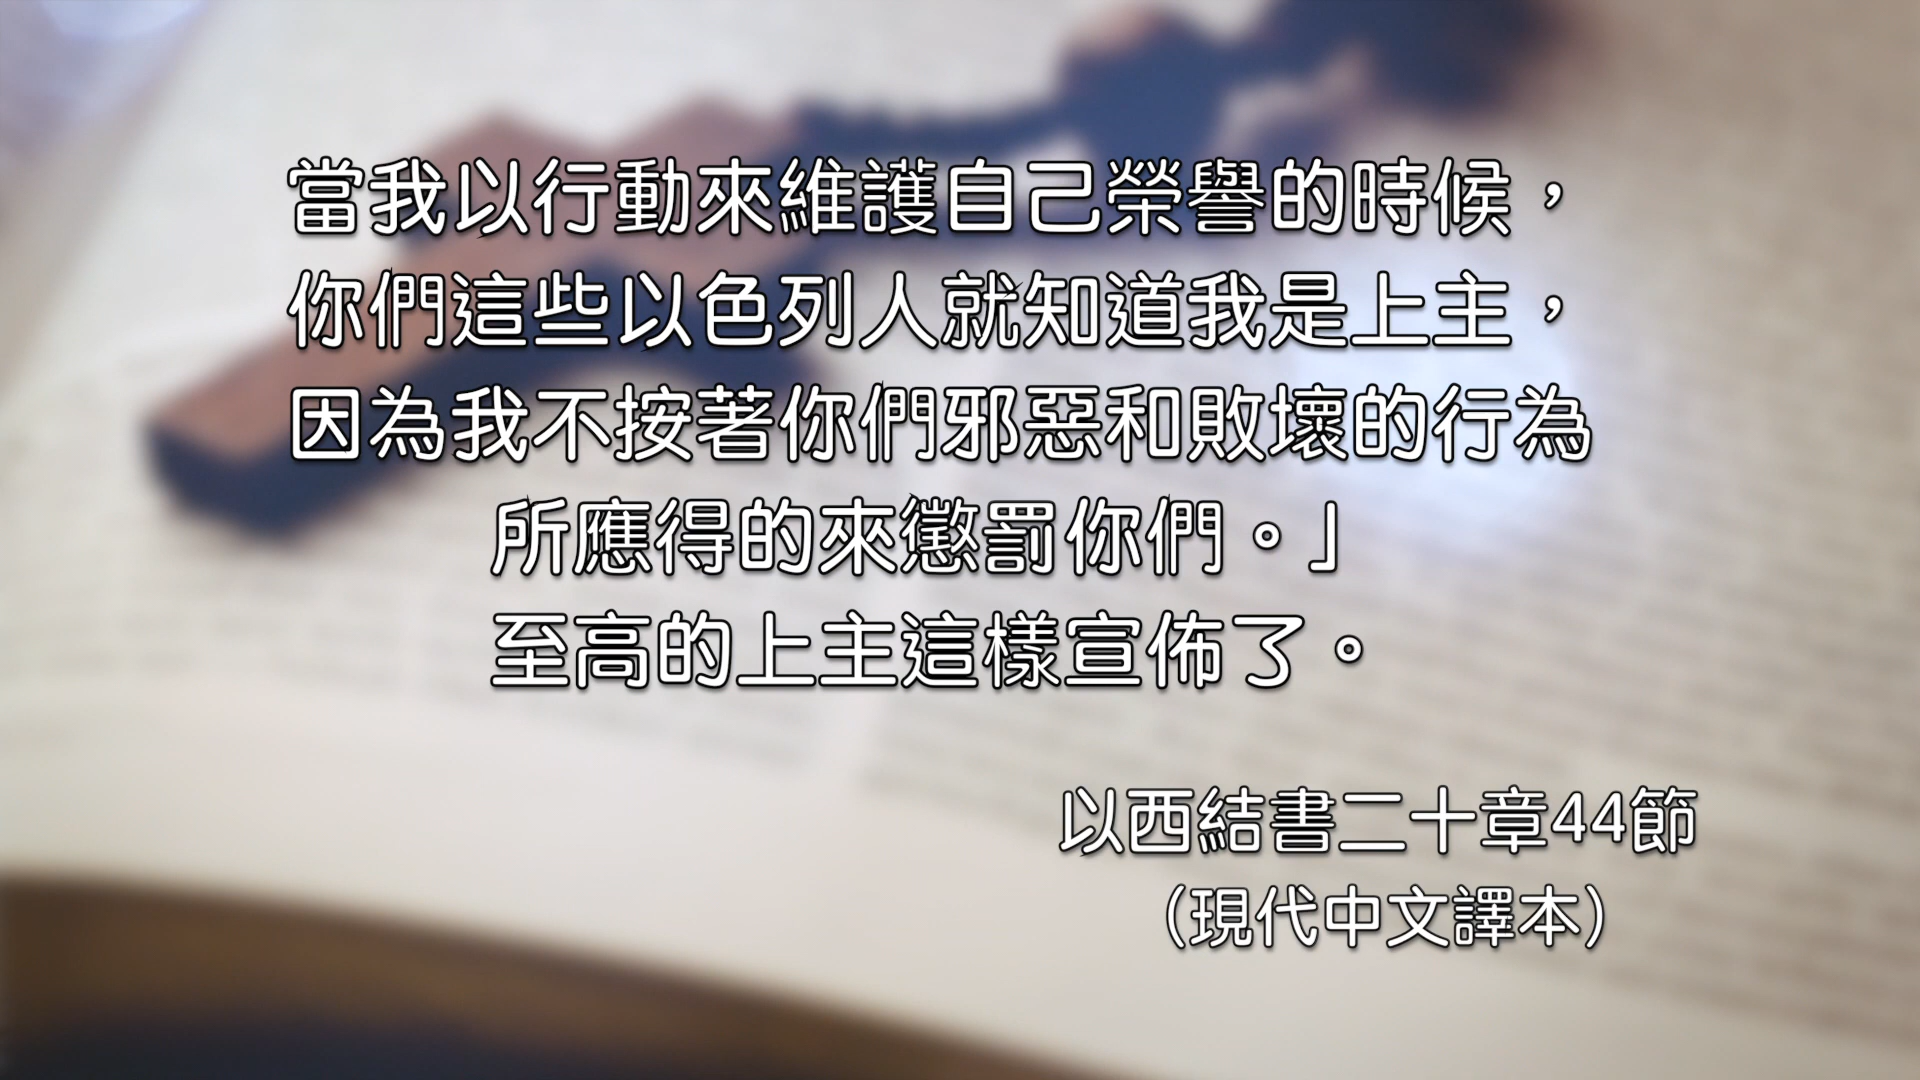 當我以行動來維護自己榮譽的時候，
你們這些以色列人就知道我是上主，
因為我不按著你們邪惡和敗壞的行為
所應得的來懲罰你們。」
至高的上主這樣宣佈了。
以西結書二十章44節
（現代中文譯本）